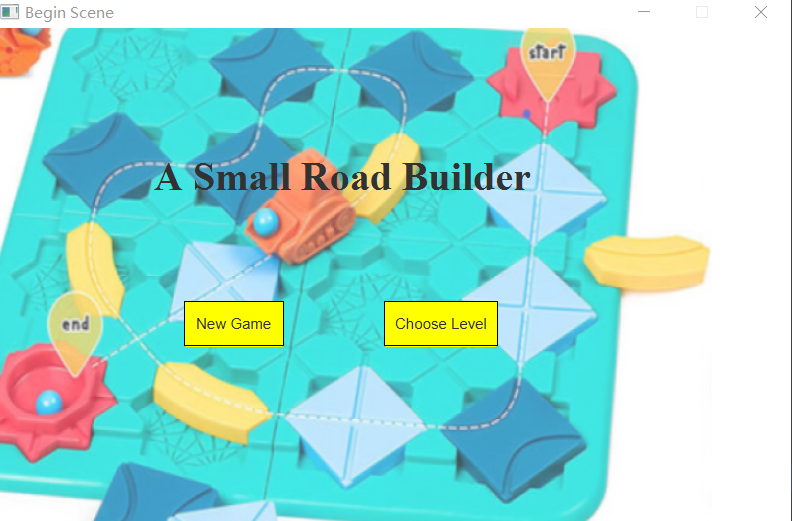 Begin Scene
start
A Small Road Builder
New Game
Choose Level
end